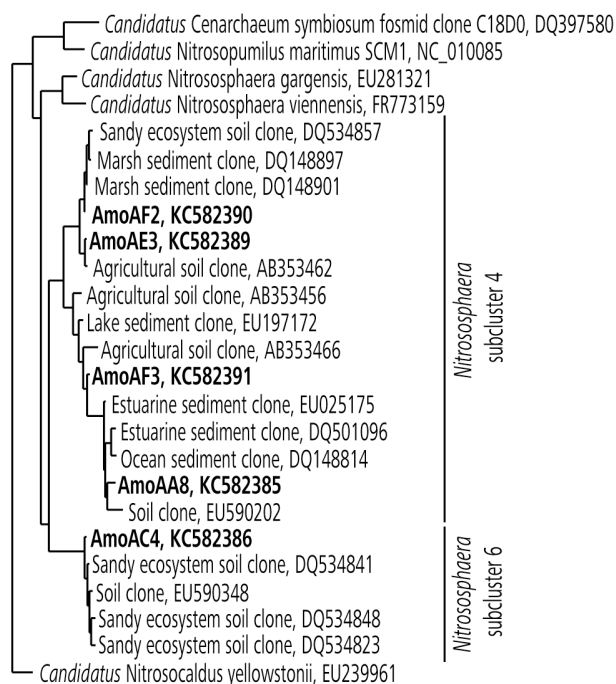 Candidatus Cenarchaeum symbiosum fosmid clone C18D0, DQ397580
Candidatus Nitrosopumilus maritimus SCM1, NC_010085
Candidatus Nitrososphaera gargensis, EU281321
Candidatus Nitrososphaera viennensis, FR773159
Sandy ecosystem soil clone, DQ534857
Marsh sediment clone, DQ148897
Marsh sediment clone, DQ148901
AmoAF2, KC582390
AmoAE3, KC582389
Agricultural soil clone, AB353462
Agricultural soil clone, AB353456
Lake sediment clone, EU197172
Agricultural soil clone, AB353466
AmoAF3, KC582391
Estuarine sediment clone, EU025175
Estuarine sediment clone, DQ501096
Ocean sediment clone, DQ148814
AmoAA8, KC582385
Soil clone, EU590202
Nitrososphaera
subcluster 4
AmoAC4, KC582386
Sandy ecosystem soil clone, DQ534841
Soil clone, EU590348
Sandy ecosystem soil clone, DQ534848
Sandy ecosystem soil clone, DQ534823
Nitrososphaera
subcluster 6
Candidatus Nitrosocaldus yellowstonii, EU239961